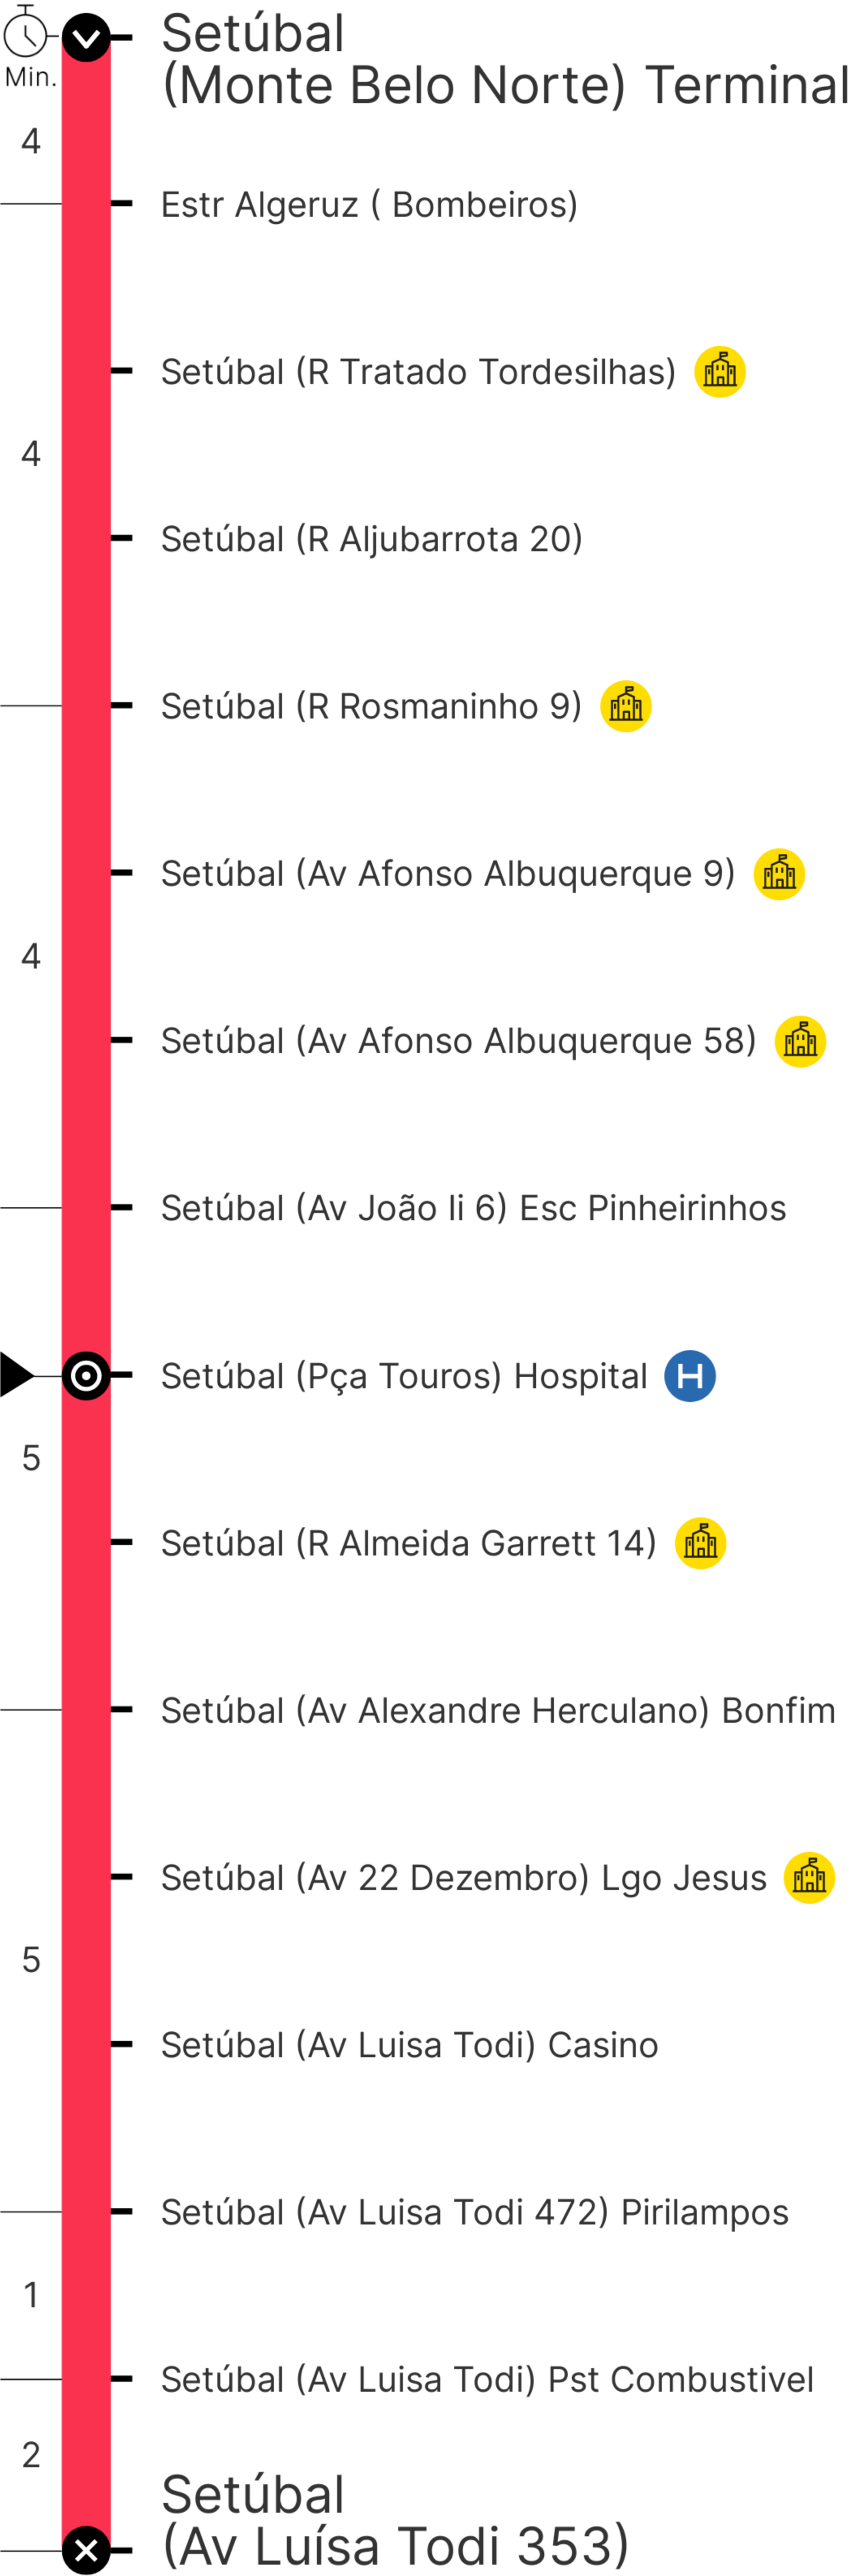 Setúbal
(Monte Belo Norte) Terminal
Min.
4
Estr Algeruz ( Bombeiros)
Setúbal (R Tratado Tordesilhas)
4
Setúbal (R Aljubarrota 20)
Setúbal (R Rosmaninho 9)
Setúbal (Av Afonso Albuquerque 9)
4
Setúbal (Av Afonso Albuquerque 58)
Setúbal (Av João Ii 6) Esc Pinheirinhos
Setúbal (Pça Touros) Hospital H
5
Setúbal (R Almeida Garrett 14)
Setúbal (Av Alexandre Herculano) Bonfim
Setúbal (Av 22 Dezembro) Lgo Jesus
5
Setúbal (Av Luisa Todi) Casino
Setúbal (Av Luisa Todi 472) Pirilampos
1
Setúbal (Av Luisa Todi) Pst Combustivel
2
Setúbal
(Av Luísa Todi 353)